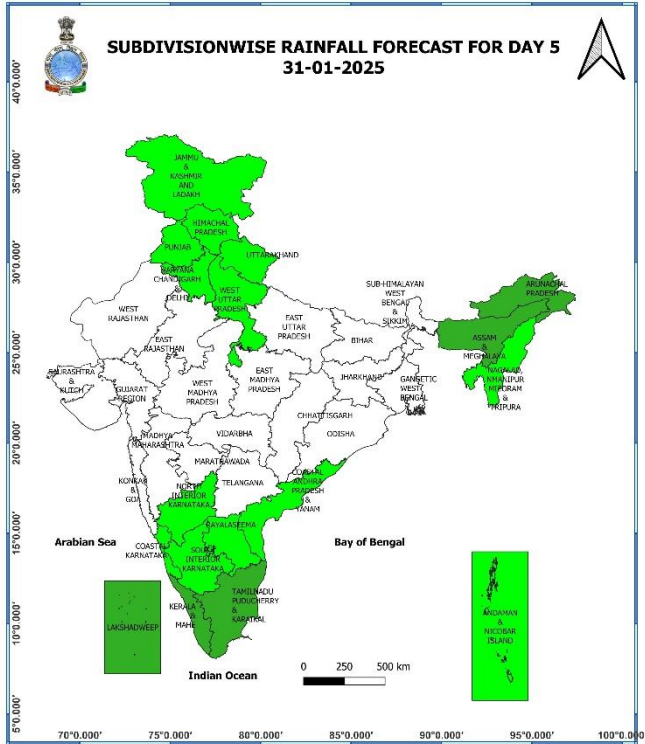 SUBDIVISIONWISE RAINFALL FORECAST FOR DAY 5
31-01-2025
40°0.000'
35°0.000'
30°0.000'
25°0.000'
20°0.000'
15°0.000'
10°0.000'
5°0.000'
JAMMU
&
KASHMIR
AND
LADAKH
HIMACHAL
PRADESH
PUNJAB
UTTARAKHAND
HARYANA
CHANDIGARH
&
DELHI
WEST
UTTAR
PRADESH
SUB-HIMALAYAN
WEST
BENGAL
&
SIKKIM
ARUNACHAL
PRADESH
WEST
RAJASTHAN
EAST
RAJASTHAN
EAST
UTTAR
PRADESH
BIHAR
ASSAM
&
MEGHALAYA
SAURASHTRA
&
KUTCH
GUJARAT
REGION
WEST
MADHYA
PRADESH
EAST
MADHYA
PRADESH
JHARKHAND
GANGETIC
WEST
BENGAL
&
TRIPURA
CHHATTISGARH
ODISHA
MADHYA
MAHARASHTRA
VIDARBHA
MARATHWADA
TELANGANA
KONKAN
&
GOA
NORTH
INTERIOR
KARNATAKA
COASTAL
ANDHRA
PRADESH
&
YANAM
RAYALASEEMA
Arabian Sea
Bay of Bengal
COASTAL
KARNATAKA
SOUTH
INTERIOR
KARNATAKA
LAKSHADWEEP
KERALA
&
MAHE
TAMILNADU
PUDUCHERRY
&
KARAIKAL
ANDAMAN
&
NICOBAR
ISLAND
Indian Ocean
0 250 500 km
70°0.000' 75°0.000' 80°0.000' 85°0.000' 90°0.000' 95°0.000' 100°0.000'